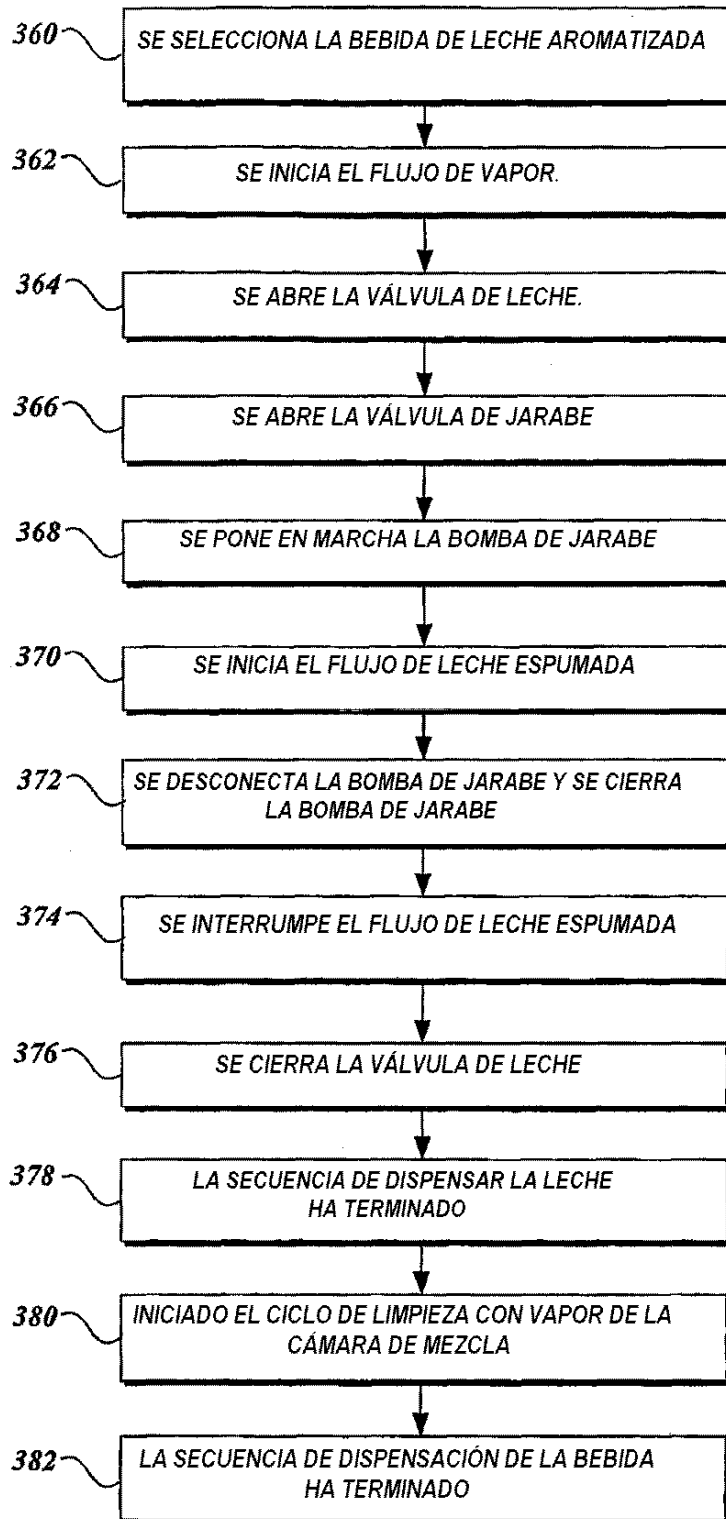 360 SE SELECCIONA LA BEBIDA DE LECHE AROMATIZADA
362 SE INICIA EL FLUJO DE VAPOR.
364 SE ABRE LA VÁLVULA DE LECHE.
366 SE ABRE LA VÁLVULA DE JARABE
368 SE PONE EN MARCHA LA BOMBA DE JARABE
370 SE INICIA EL FLUJO DE LECHE ESPUMADA
372 SE DESCONECTA LA BOMBA DE JARABE Y SE CIERRA
LA BOMBA DE JARABE
374 SE INTERRUMPE EL FLUJO DE LECHE ESPUMADA
376 SE CIERRA LA VÁLVULA DE LECHE
378 LA SECUENCIA DE DISPENSAR LA LECHE
HA TERMINADO
380 INICIADO EL CICLO DE LIMPIEZA CON VAPOR DE LA
CÁMARA DE MEZCLA
382 LA SECUENCIA DE DISPENSACIÓN DE LA BEBIDA
HA TERMINADO